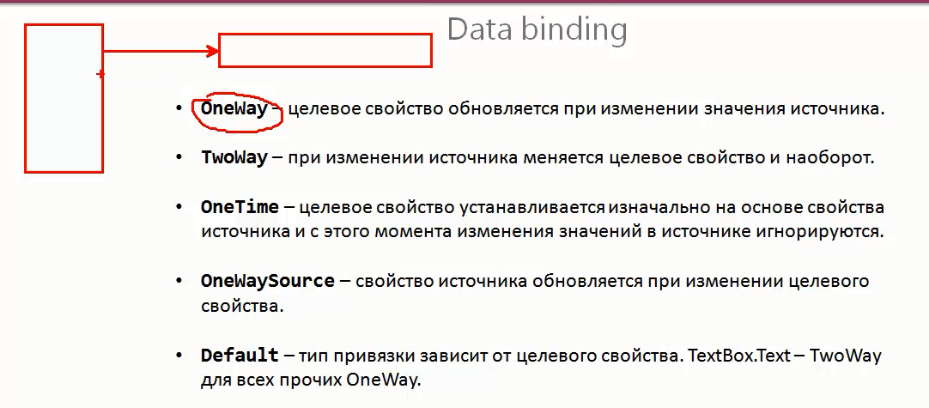 Data binding
• OneWay – целевое свойство обновляется при изменении значения источника.
• TwoWay – при изменении источника меняется целевое свойство и наоборот.
• OneTime – целевое свойство устанавливается изначально на основе свойства
источника и с этого момента изменения значений в источнике игнорируются.
• OneWaySource – свойство источника обновляется при изменении целевого
свойства.
• Default – тип привязки зависит от целевого свойства. TextBox.Text – TwoWay
для всех прочих OneWay.